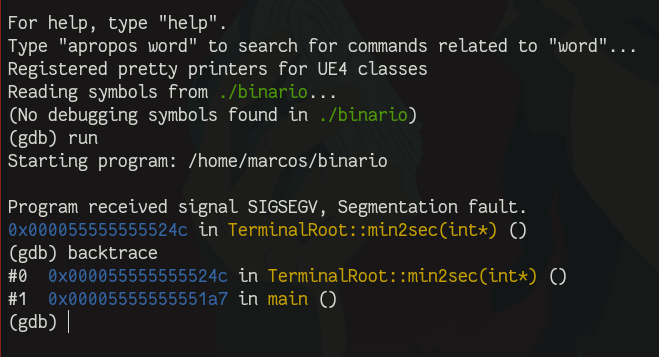 For help, type "help".
Type "apropos word" to search for commands related to "word"...
Registered pretty printers for UE4 classes
Reading symbols from ./binario...
(No debugging symbols found in ./binario)
(gdb) run
Starting program: /home/marcos/binario
Program received signal SIGSEGV, Segmentation fault.
0x000055555555524c in TerminalRoot::min2sec(int*) ()
(gdb) backtrace
#0  0x000055555555524c in TerminalRoot::min2sec(int*) ()
#1  0x00005555555551a7 in main ()
(gdb)